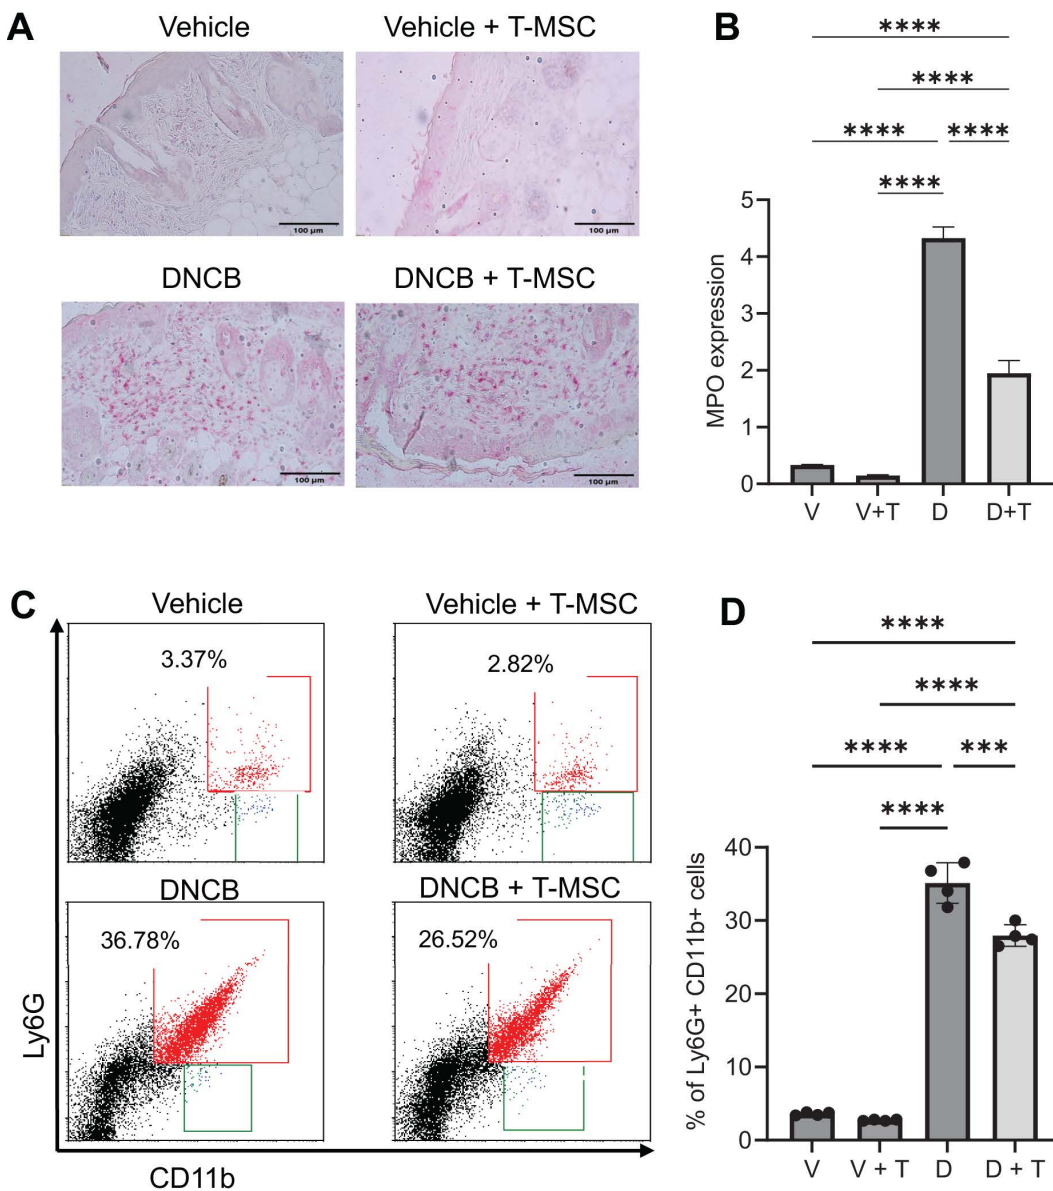 A
Vehicle
Vehicle + T-MSC
100 µm
100 µm
DNCB
DNCB + T-MSC
100 µm
100 µm
B
****
****
**** ****
****
MPO expression
5
4
3
2
1
0
V V+T D D+T
C
Vehicle
Vehicle + T-MSC
3.37%
2.82%
DNCB
DNCB + T-MSC
36.78%
26.52%
Ly6G
CD11b
D
****
****
**** ***
****
% of Ly6G+ CD11b+ cells
40
30
20
10
0
V V + T D D + T